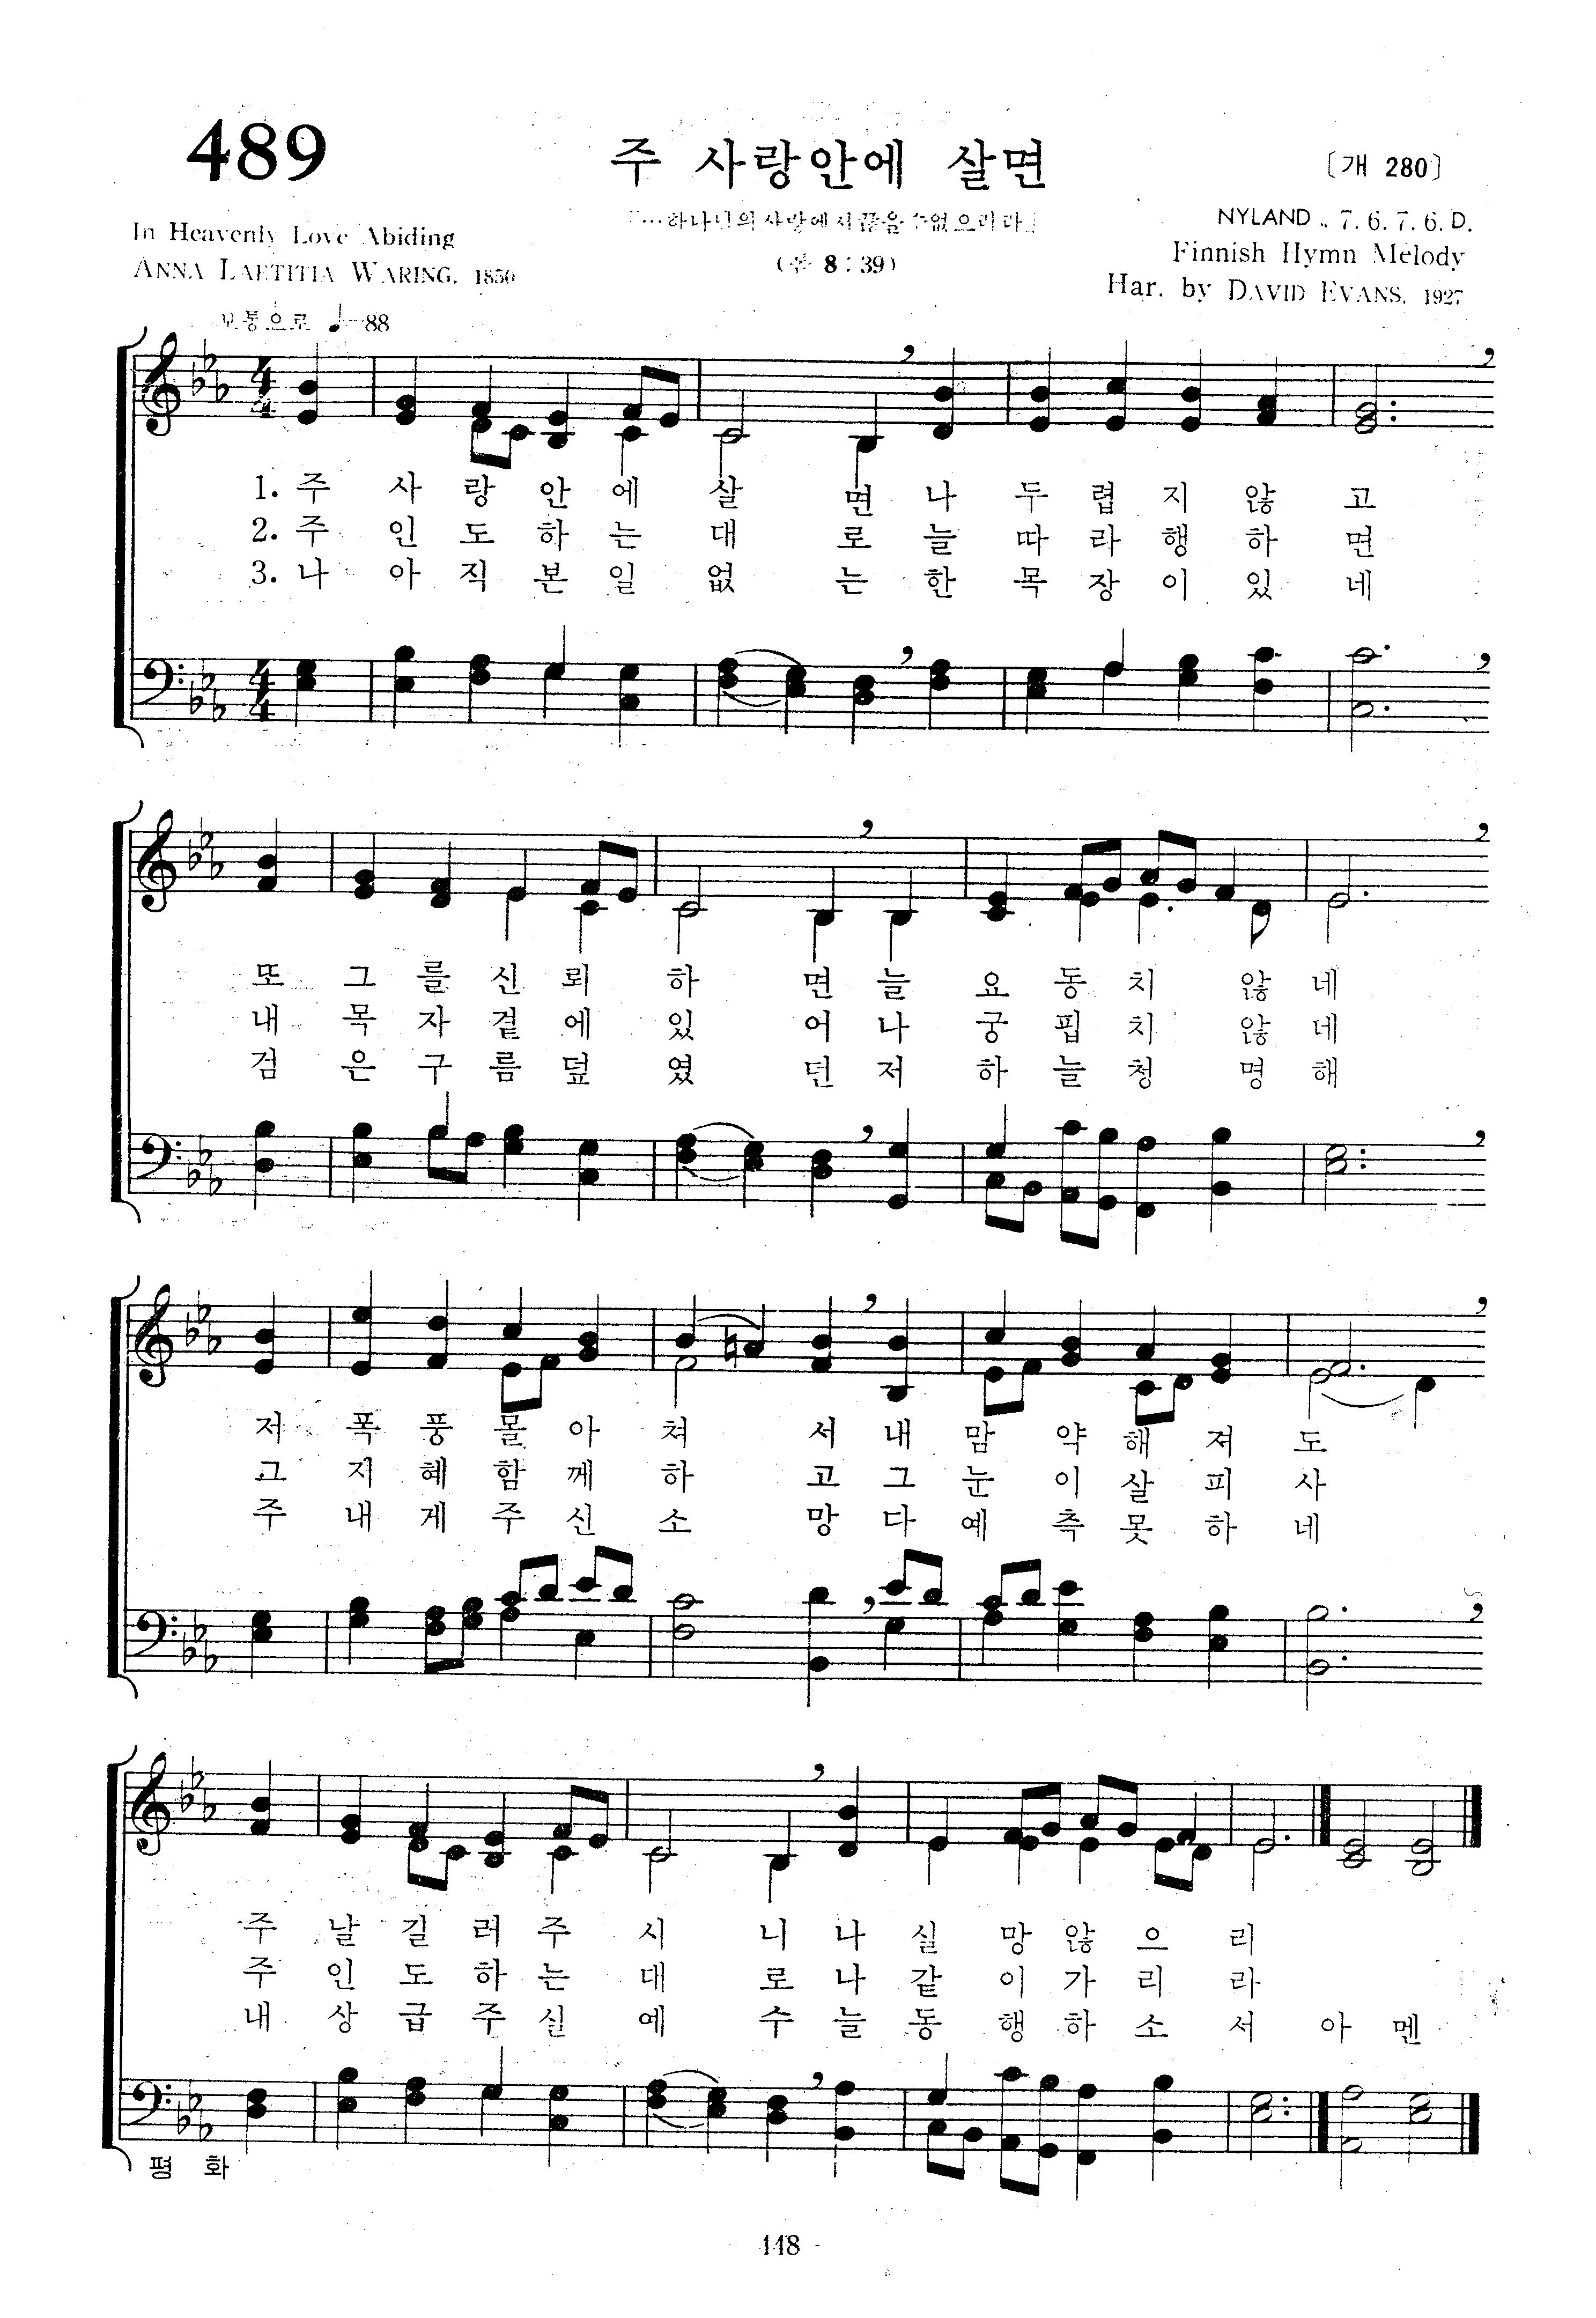 489
주 사랑안에 살면
〔개 280〕
In Heavenly Love Abiding
「…하나님의 사랑에서 끊을 수 없으리라」
NYLAND .. 7. 6. 7. 6. D.
ANNA LAETITIA WARING. 1850
(롬 8 : 39)
Finnish Hymn Melody
Har. by DAVID EVANS. 1927
보통으로 ♩=88
1. 주 사 랑 안 에 살 면 나 두 렵 지 않 고
2. 주 인 도 하 는 대 로 늘 따 라 행 하 면
3. 나 아 직 본 일 없 는 한 목 장 이 있 네
또 그 를 신 뢰 하 면 늘 요 동 치 않 네
내 목 자 곁 에 있 어 나 궁 핍 치 않 네
검 은 구 름 덮 였 던 저 하 늘 청 명 해
저 폭 풍 몰 아 쳐 서 내 맘 약 해 져 도
그 지 혜 함 께 하 고 그 눈 이 살 피 사
주 내 게 주 신 소 망 다 예 측 못 하 네
주 날 길 러 주 시 니 나 실 망 않 으 리
주 인 도 하 는 대 로 나 같 이 가 리 라
내 상 급 주 실 예 수 늘 동 행 하 소 서 아 멘
평 화
118